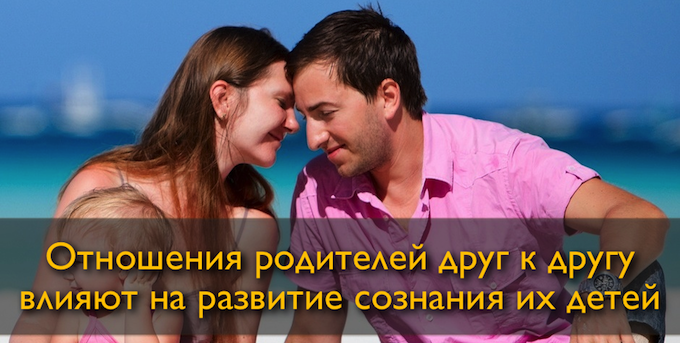 Отношения родителей друг к другу
влияют на развитие сознания их детей